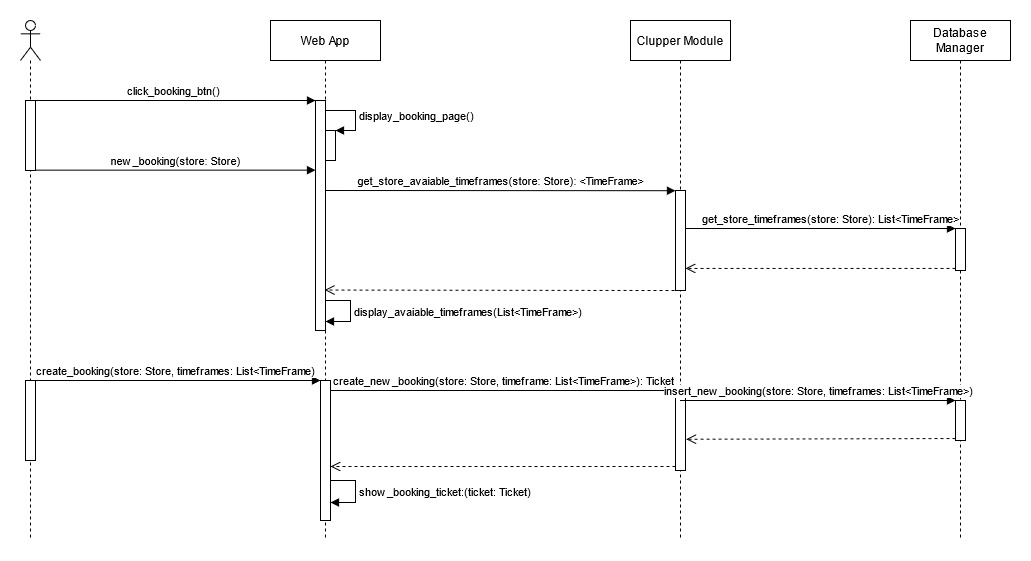 Web App
Clupper Module
Database
Manager
click_booking_btn()
display_booking_page()
new_booking(store: Store)
get_store_avaiable_timeframes(store: Store): <TimeFrame>
get_store_timeframes(store: Store): List<TimeFrame>
display_avaiable_timeframes(List<TimeFrame>)
create_booking(store: Store, timeframes: List<TimeFrame)
create_new_booking(store: Store, timeframe: List<TimeFrame>): Ticket
insert_new_booking(store: Store, timeframes: List<TimeFrame>)
show_booking_ticket:(ticket: Ticket)